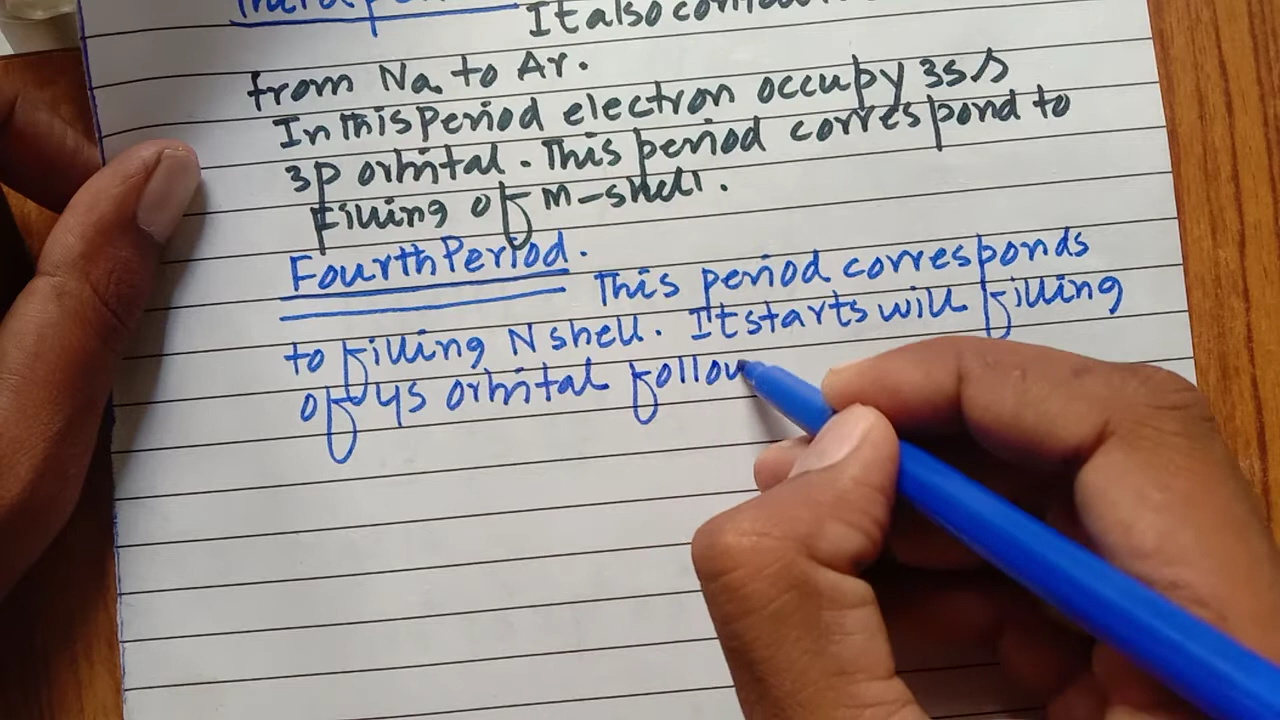 It also
from Na to Ar.
In this period electron occupy 3s s
3p orbital. This period correspond to
Filling of M-shell.
Fourth Period.
This period corresponds
to filling N shell. It starts will filling
of 4s orbital follow